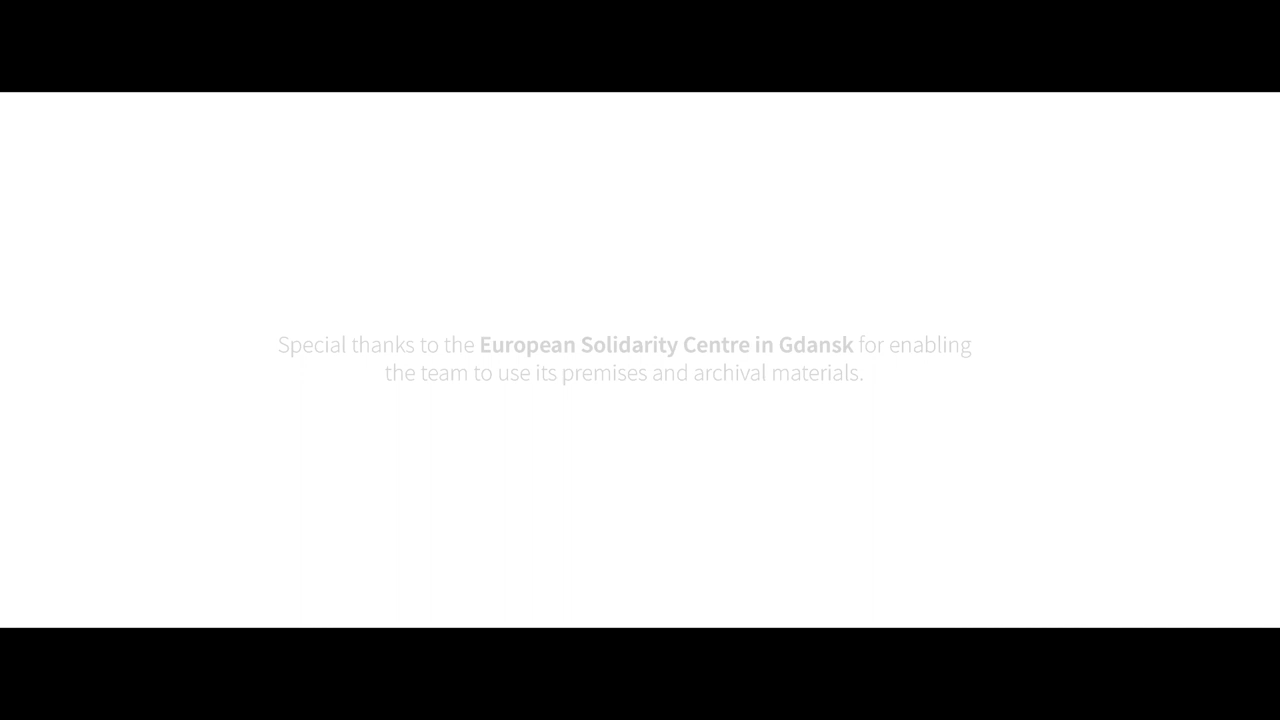 Special thanks to the European Solidarity Centre in Gdansk for enabling
the team to use its premises and archival materials.